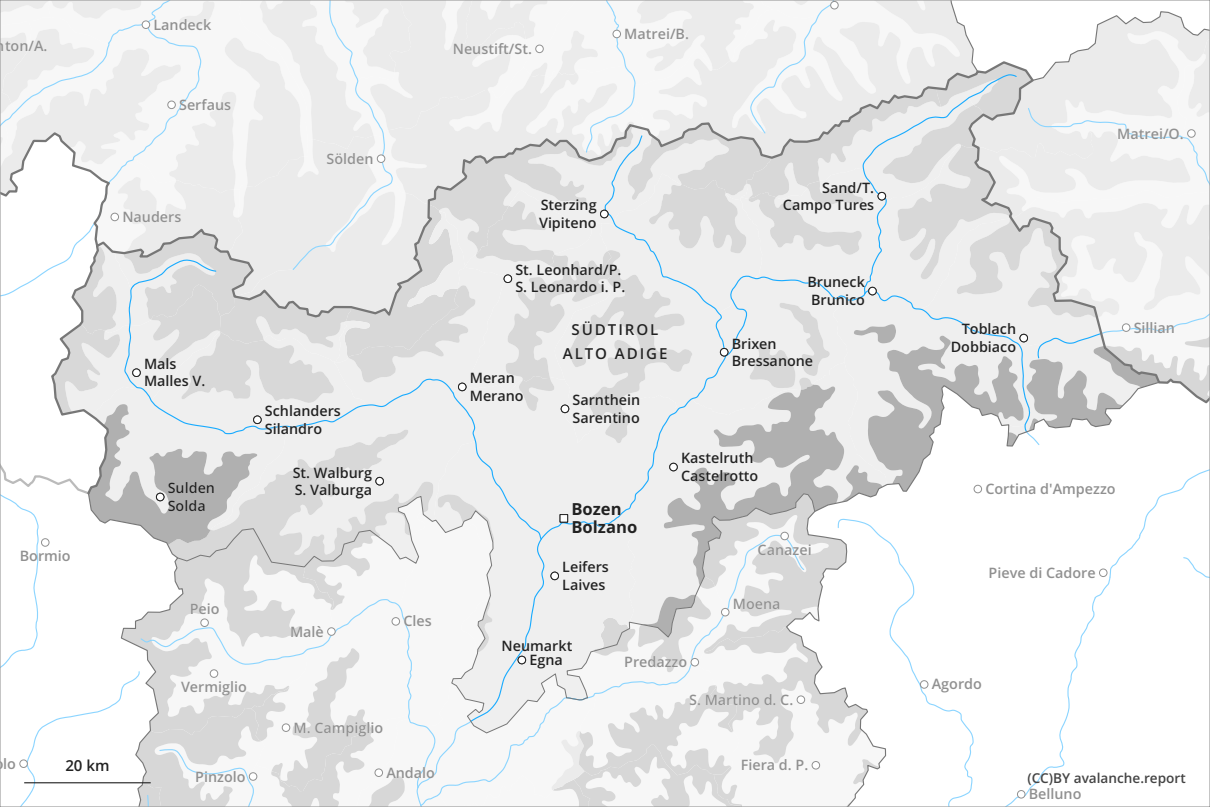 Landeck
nton/A.
Neustift/St.
Matrei/B.
Serfaus
Matrei/O.
Sölden
Sand/T.
Campo Tures
Sterzing
Vipiteno
Nauders
St. Leonhard/P.
S. Leonardo i. P.
Bruneck
Brunico
SÜDTIROL
ALTO ADIGE
Toblach
Dobbiaco
Sillian
Brixen
Bressanone
Mals
Malles V.
Meran
Merano
Sarnthein
Sarentino
Schlanders
Silandro
Kastelruth
Castelrotto
St. Walburg
S. Valburga
Sulden
Solda
Cortina d'Ampezzo
Bozen
Bolzano
Bormio
Canazei
Leifers
Laives
Pieve di Cadore
Peio
Moena
Malè
Cles
Neumarkt
Egna
Predazzo
Vermiglio
Agordo
S. Martino d. C.
M. Campiglio
20 km
olo
Pinzolo
Andalo
Fiera d. P.
(CC)BY avalanche.report
Belluno